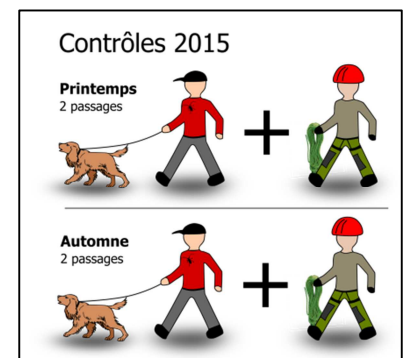 Contrôles 2015
Printemps
2 passages
+
Automne
2 passages
+